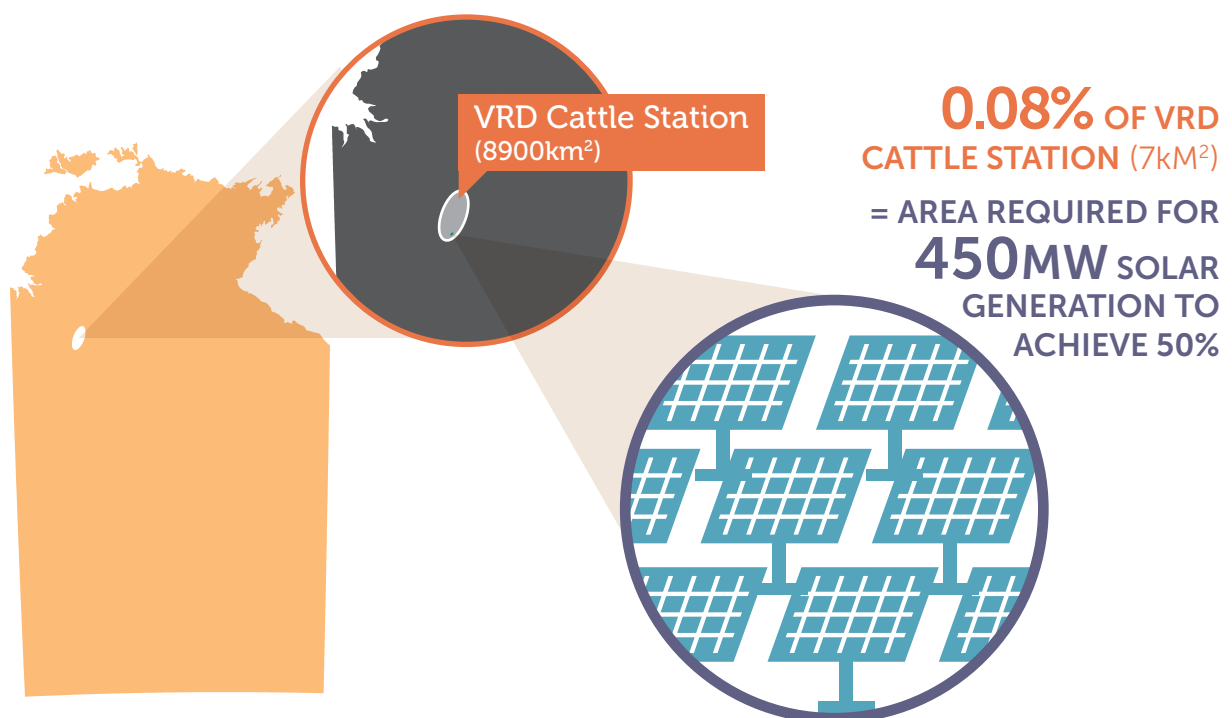 VRD Cattle Station
(8900km²)
0.08% OF VRD
CATTLE STATION (7kM²)
= AREA REQUIRED FOR
450MW SOLAR
GENERATION TO
ACHIEVE 50%